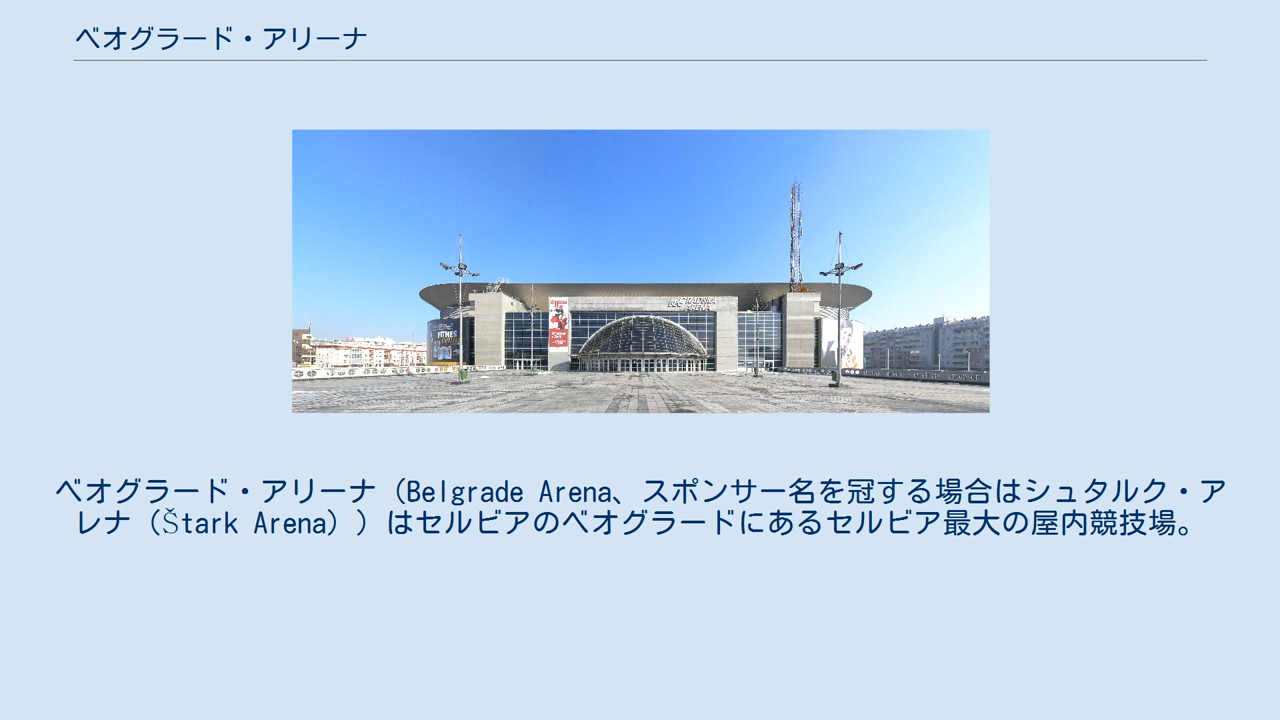 ベオグラード・アリーナ
BEOGRADSKA
ARENA
FITNES
ベオグラード・アリーナ（Belgrade Arena、スポンサー名を冠する場合はシュタルク・ア
レナ（Štark Arena））はセルビアのベオグラードにあるセルビア最大の屋内競技場。